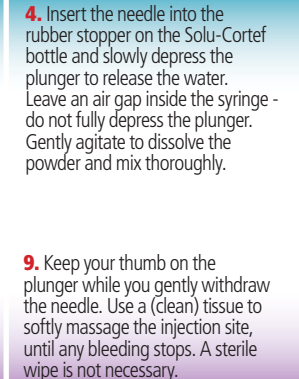 4. Insert the needle into the
rubber stopper on the Solu-Cortef
bottle and slowly depress the
plunger to release the water.
Leave an air gap inside the syringe -
do not fully depress the plunger.
Gently agitate to dissolve the
powder and mix thoroughly.
9. Keep your thumb on the
plunger while you gently withdraw
the needle. Use a (clean) tissue to
softly massage the injection site,
until any bleeding stops. A sterile
wipe is not necessary.